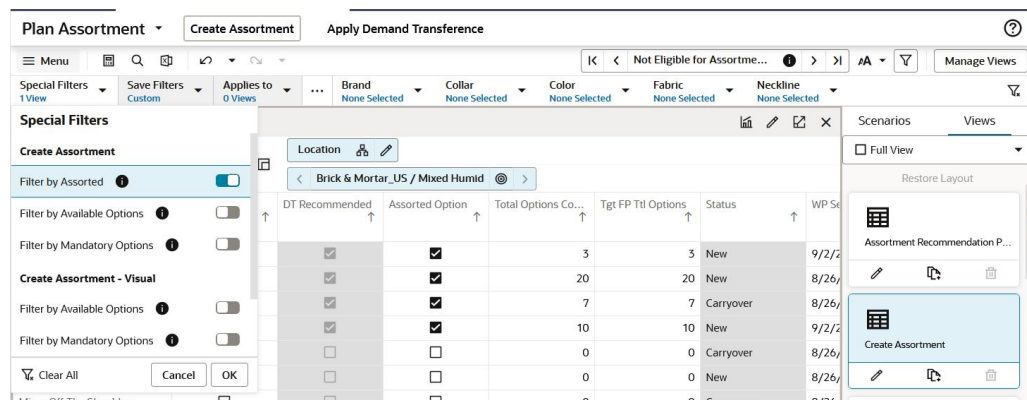 Plan Assortment Create Assortment Apply Demand Transference
Menu Not Eligible for Assortme... AA Manage Views
Special Filters Save Filters Applies to ... Brand Collar Color Fabric Neckline
1 View Custom 0 Views None Selected None Selected None Selected None Selected None Selected
Special Filters
Create Assortment
Filter by Assorted
Filter by Available Options
Filter by Mandatory Options
Create Assortment - Visual
Filter by Available Options
Filter by Mandatory Options
Clear All Cancel OK
Location
Brick & Mortar_US / Mixed Humid
DT Recommended Assorted Option Total Options Co... Tgt FP Ttl Options Status WP Se
3 3 New 9/2/2
20 20 New 8/26/
7 7 Carryover 8/26/
10 10 New 9/2/2
0 0 Carryover 8/26/
0 0 New 8/26/
Scenarios Views
Full View
Restore Layout
Assortment Recommendation P...
Create Assortment